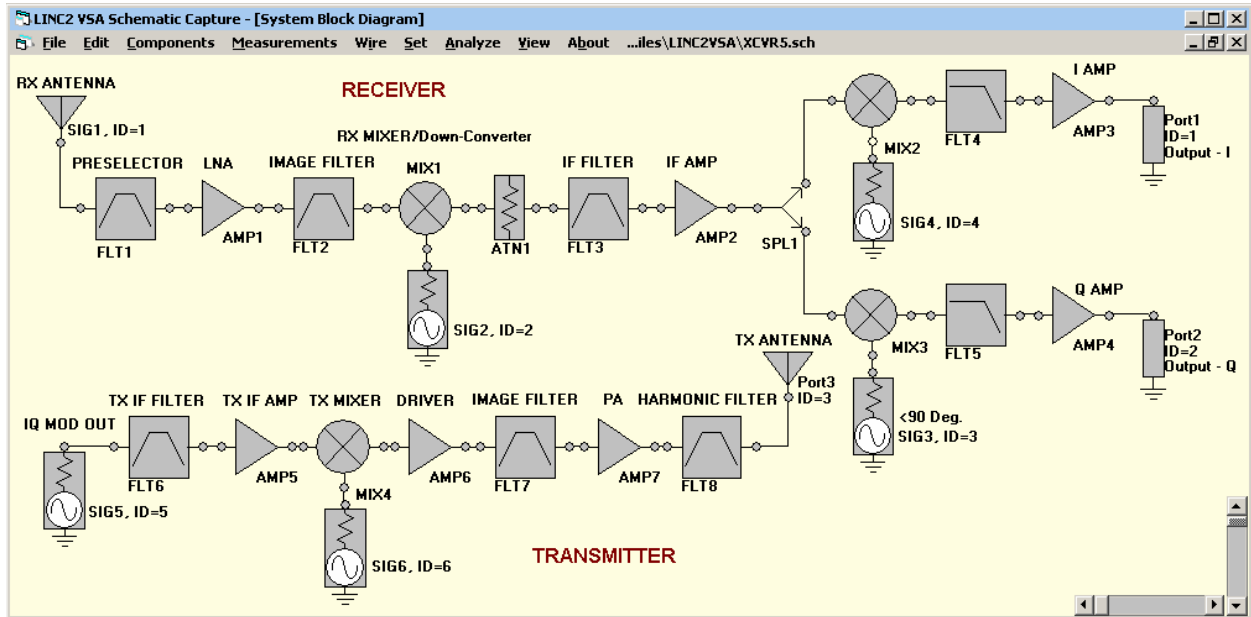 LINC2 VSA Schematic Capture - [System Block Diagram]
File Edit Components Measurements Wire Set Analyze View About ...iles\LINC2VSA\XCVR5.sch
RX ANTENNA
SIG1, ID=1
RECEIVER
PRESELECTOR
FLT1
LNA
AMP1
IMAGE FILTER
FLT2
RX MIXER/Down-Converter
MIX1
SIG2, ID=2
ATN1
IF FILTER
FLT3
IF AMP
AMP2
SPL1
MIX2
SIG4, ID=4
FLT4
I AMP
AMP3
Port1
ID=1
Output - I
MIX3
<90 Deg.
SIG3, ID=3
FLT5
Q AMP
AMP4
Port2
ID=2
Output - Q
IQ MOD OUT
SIG5, ID=5
TX IF FILTER
FLT6
TX IF AMP
AMP5
TX MIXER
MIX4
SIG6, ID=6
DRIVER
AMP6
IMAGE FILTER
FLT7
PA
AMP7
HARMONIC FILTER
FLT8
TX ANTENNA
Port3
ID=3
TRANSMITTER